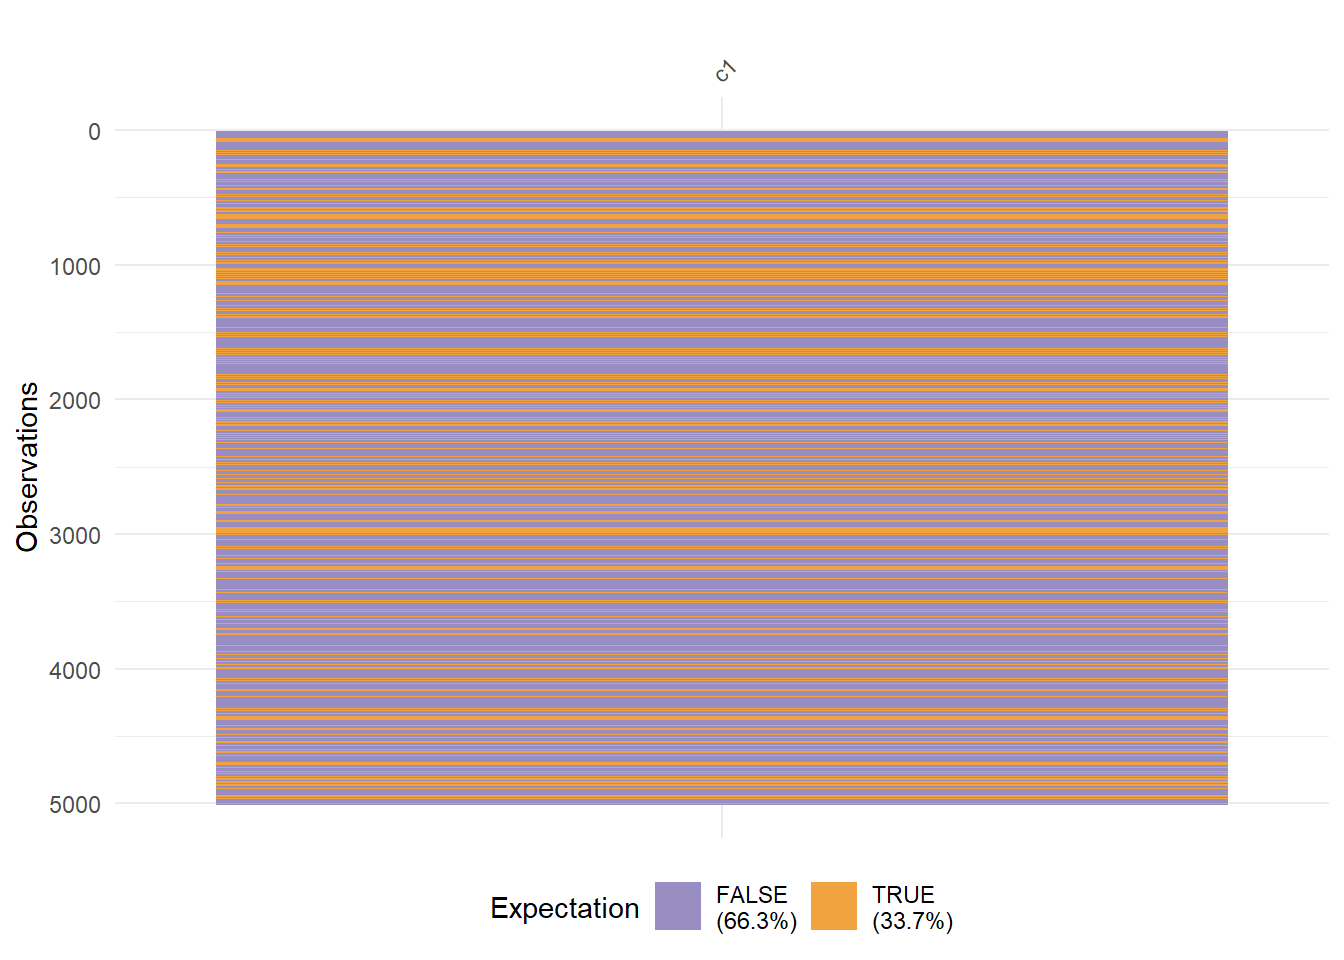 c1
0
1000
2000
3000
4000
5000
Observations
Expectation
FALSE
(66.3%)
TRUE
(33.7%)